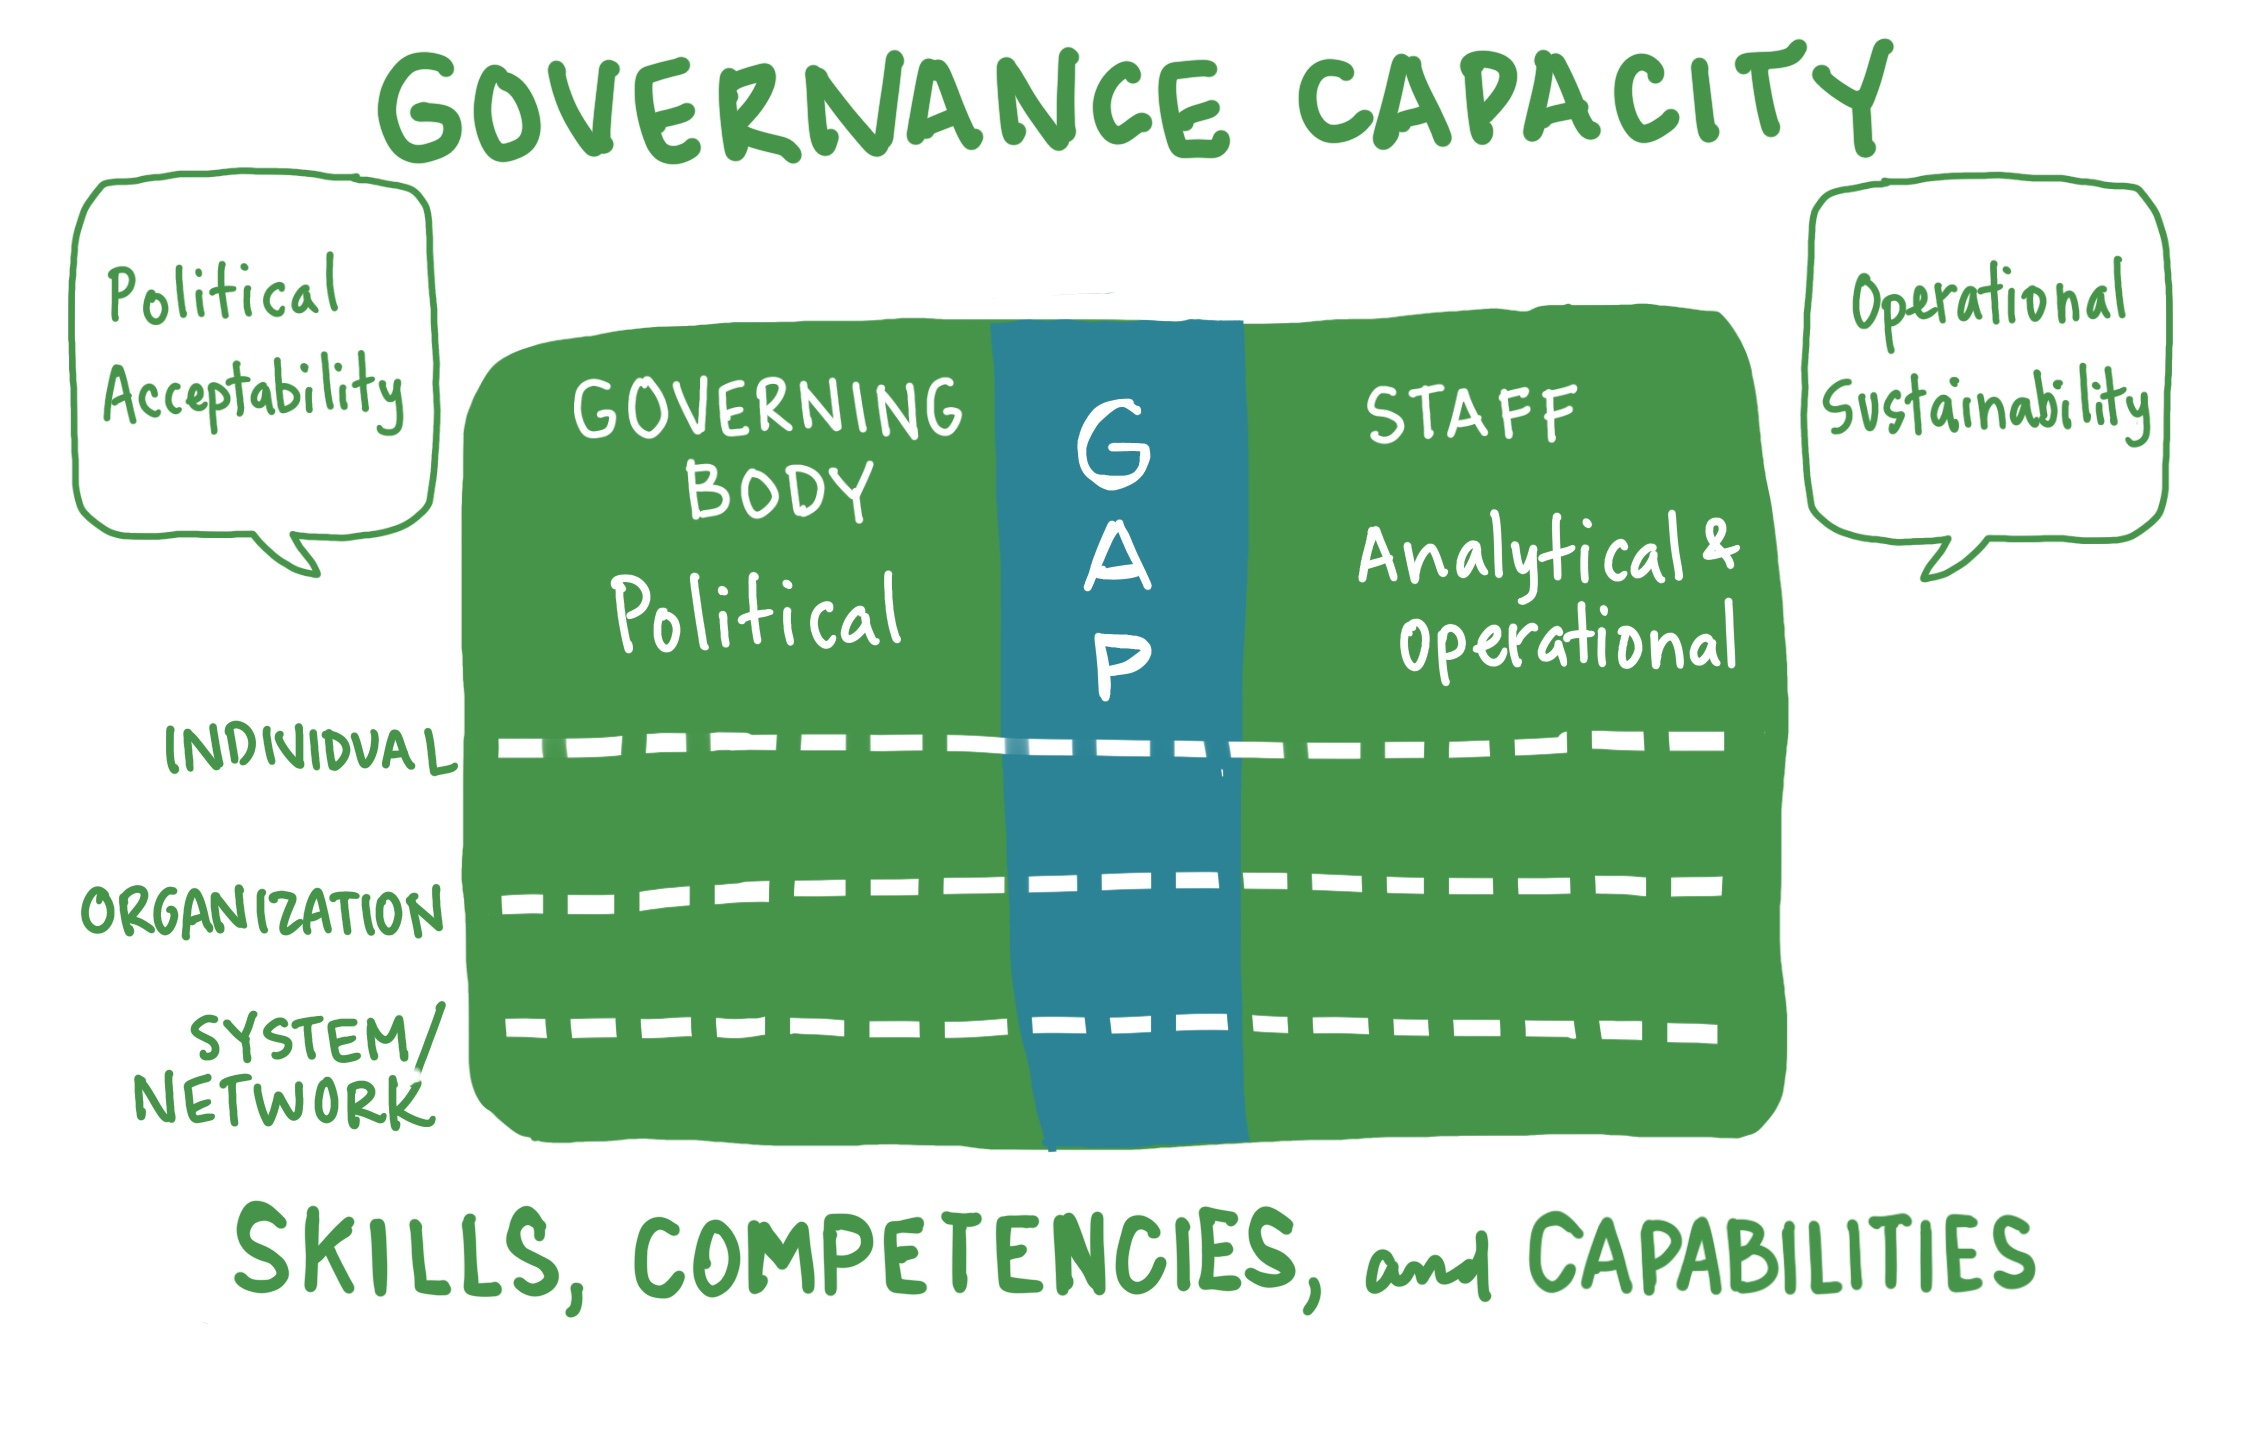 GOVERNANCE CAPACITY
Political
Acceptability
Operational
Sustainability
GOVERNING
BODY
Political
GAP
STAFF
Analytical &
Operational
INDIVIDUAL
ORGANIZATION
SYSTEM/
NETWORK
SKILLS, COMPETENCIES, and CAPABILITIES